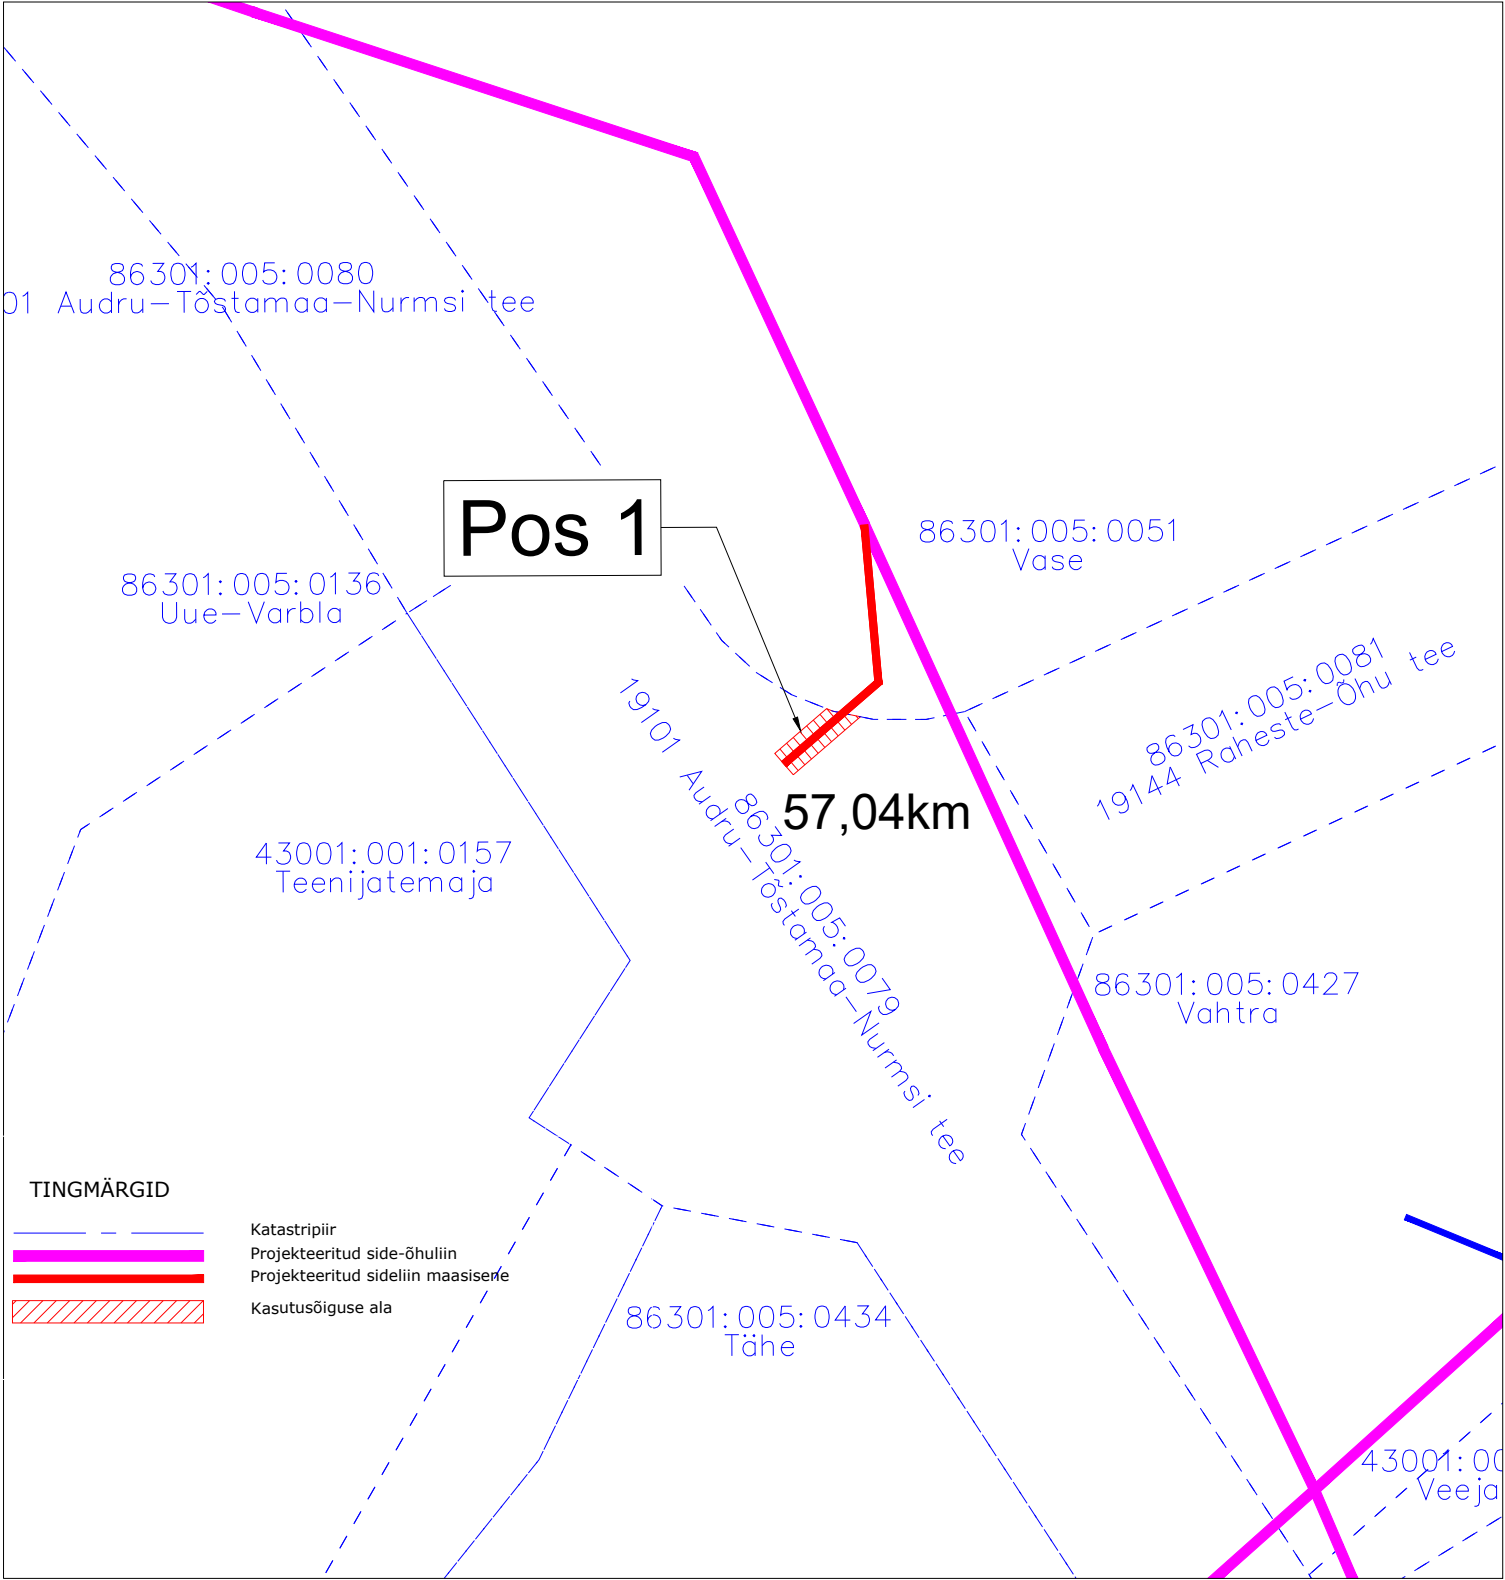 86301:005:0080
01 Audru-Tõstamaa-Nurmsi tee
Pos 1
86301:005:0051
Vase
86301:005:0136
Uue-Varbla
86301:005:0081
19144 Raheste-Õhu tee
57,04km
86301:005:0079
19101 Audru-Tõstamaa-Nurmsi tee
43001:001:0157
Teenijatemaja
86301:005:0427
Vahtra
TINGMÄRGID
Katastripiir
Projekteeritud side-õhuliin
Projekteeritud sideliin maasisene
Kasutusõiguse ala
86301:005:0434
Tähe
43001:00
Veeja